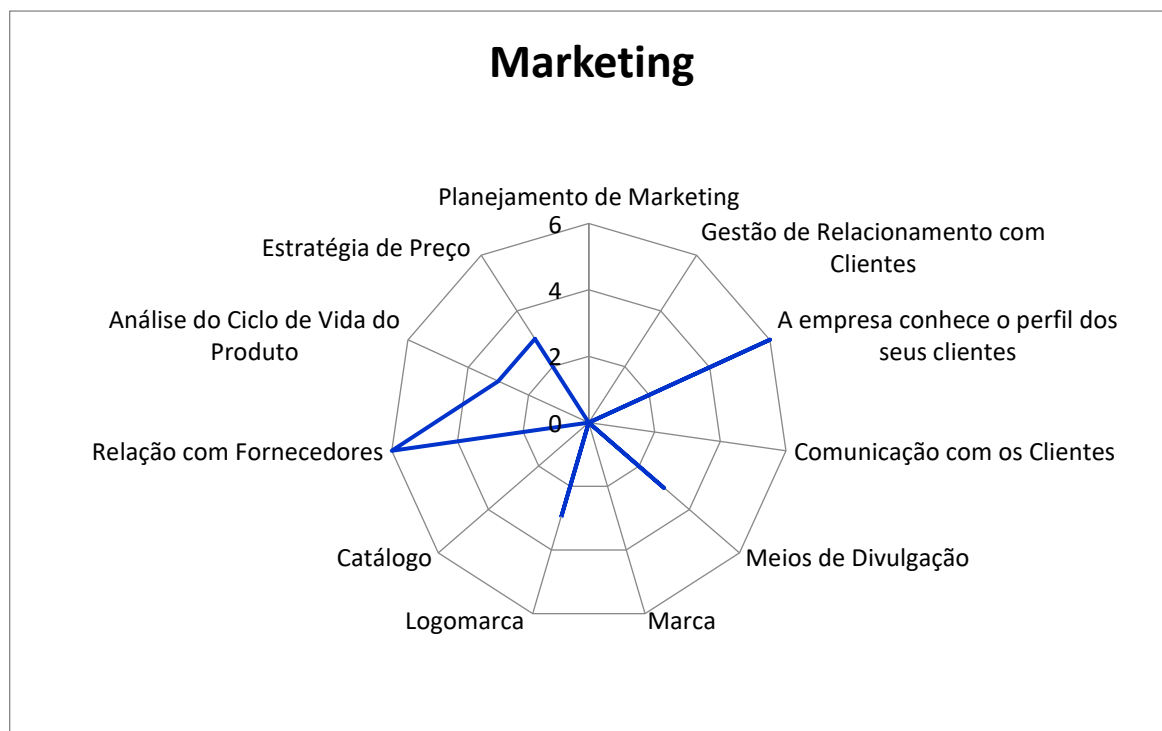 Marketing
Planejamento de Marketing
Gestão de Relacionamento com
Clientes
A empresa conhece o perfil dos
seus clientes
Comunicação com os Clientes
Meios de Divulgação
Marca
Logomarca
Catálogo
Relação com Fornecedores
Análise do Ciclo de Vida do
Produto
Estratégia de Preço
6
4
2
0